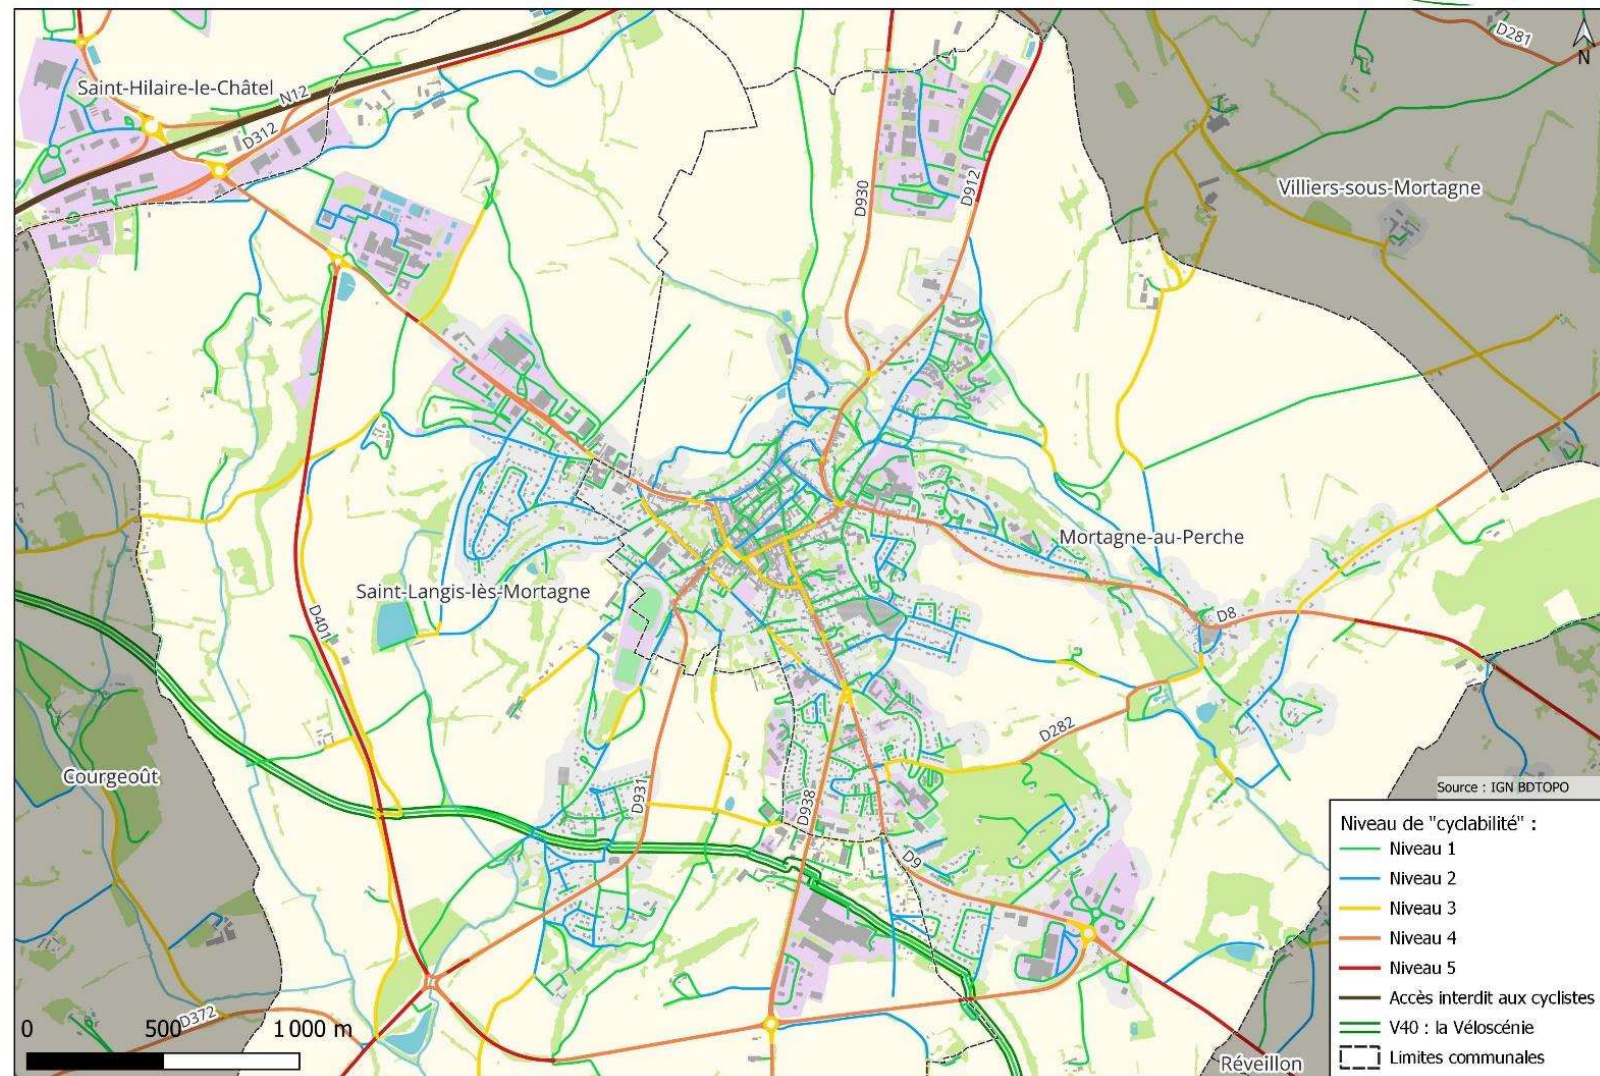 D281
N
Saint-Hilaire-le-Châtel
N12
D312
D930
D912
Villiers-sous-Mortagne
Mortagne-au-Perche
Saint-Langis-lès-Mortagne
D401
D8
D282
Courgeoût
D931
D938
D9
Source : IGN BDTOPO
Niveau de "cyclabilité" :
Niveau 1
Niveau 2
Niveau 3
Niveau 4
Niveau 5
Accès interdit aux cyclistes
V40 : la Véloscénie
Limites communales
D372
0 500 1 000 m
Réveillon